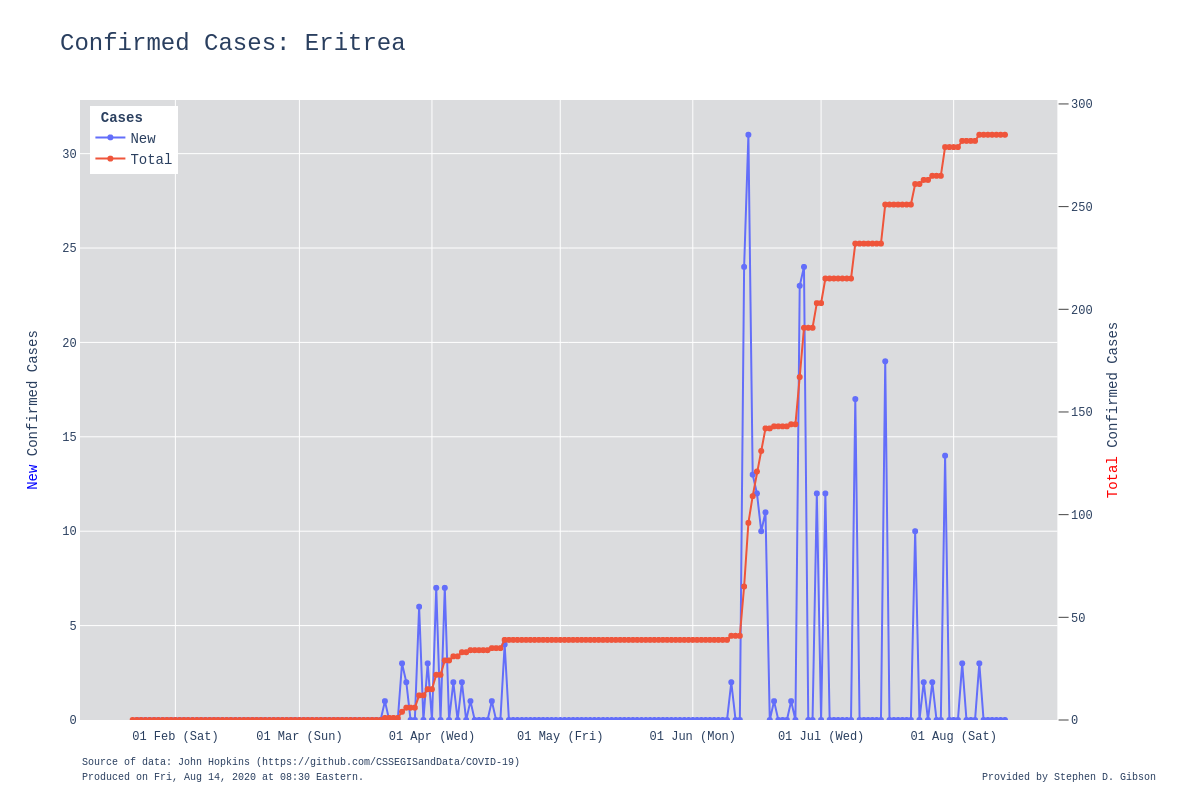 Confirmed Cases: Eritrea
Cases
New
Total
30
25
20
15
10
5
0
New Confirmed Cases
300
250
200
150
100
50
0
Total Confirmed Cases
01 Feb (Sat)
01 Mar (Sun)
01 Apr (Wed)
01 May (Fri)
01 Jun (Mon)
01 Jul (Wed)
01 Aug (Sat)
Source of data: John Hopkins (https://github.com/CSSEGISandData/COVID-19)
Produced on Fri, Aug 14, 2020 at 08:30 Eastern.
Provided by Stephen D. Gibson